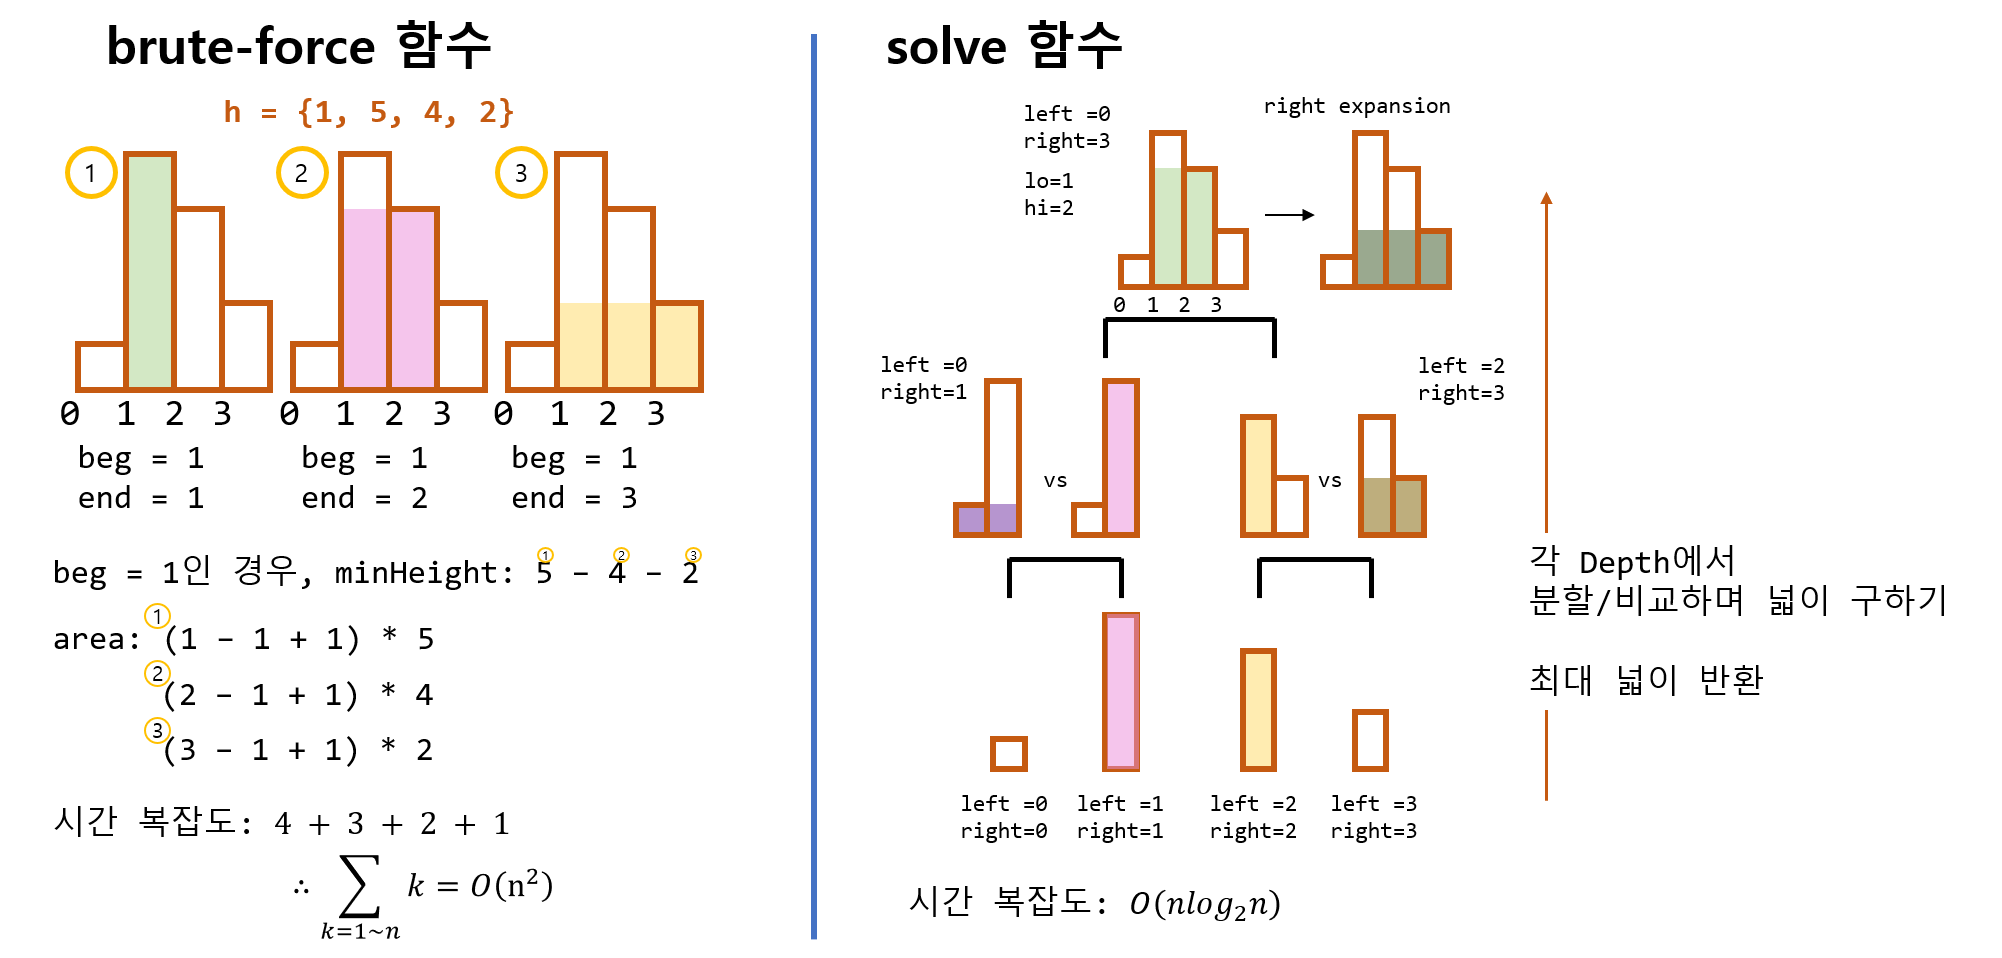 brute-force 함수
h = {1, 5, 4, 2}
1
2
3
0 1 2 3
0 1 2 3
0 1 2 3
beg = 1
end = 1
beg = 1
end = 2
beg = 1
end = 3
beg = 1인 경우, minHeight: 5 – 4 – 2
1 2 3
area: (1 – 1 + 1) * 5
1
(2 – 1 + 1) * 4
2
(3 – 1 + 1) * 2
3
시간 복잡도: 4 + 3 + 2 + 1
∴ ∑ k = O(n²)
k=1~n
solve 함수
left =0
right=3
lo=1
hi=2
right expansion
0 1 2 3
left =0
right=1
vs
left =2
right=3
vs
left =0
right=0
left =1
right=1
left =2
right=2
left =3
right=3
각 Depth에서
분할/비교하며 넓이 구하기
최대 넓이 반환
시간 복잡도: O(nlog₂n)